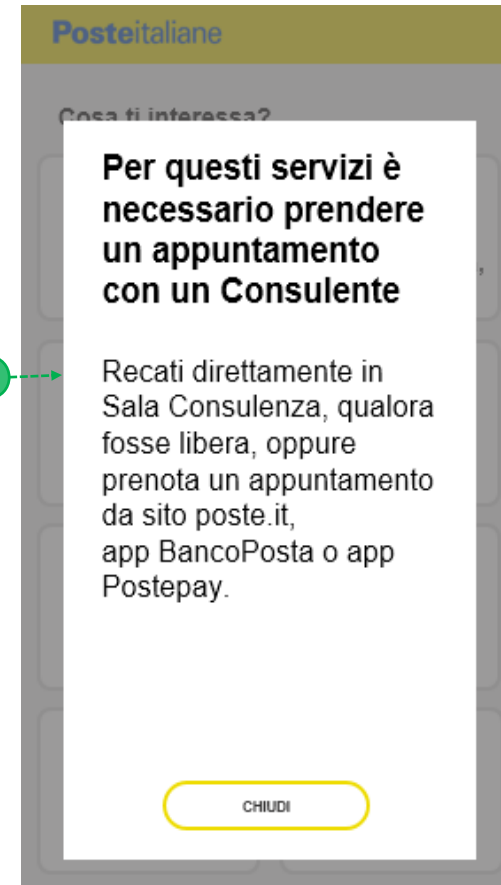 Posteitaliane
Cosa ti interessa?
Per questi servizi è
necessario prendere
un appuntamento
con un Consulente
Recati direttamente in
Sala Consulenza, qualora
fosse libera, oppure
prenota un appuntamento
da sito poste.it,
app BancoPosta o app
Postepay.
CHIUDI